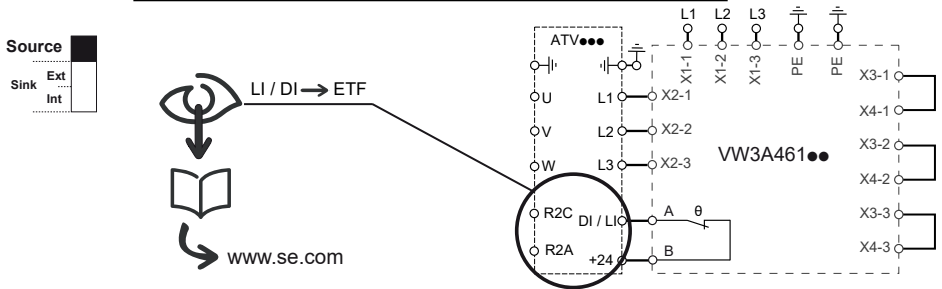 Source
Sink
Ext
Int
LI / DI → ETF
www.se.com
ATV●●●
U
V
W
R2C
R2A
L1
L2
L3
DI / LI
+24
L1 L2 L3
X1-1
X1-2
X1-3
PE
PE
X2-1
X2-2
X2-3
VW3A461●●
A
θ
B
X3-1
X4-1
X3-2
X4-2
X3-3
X4-3